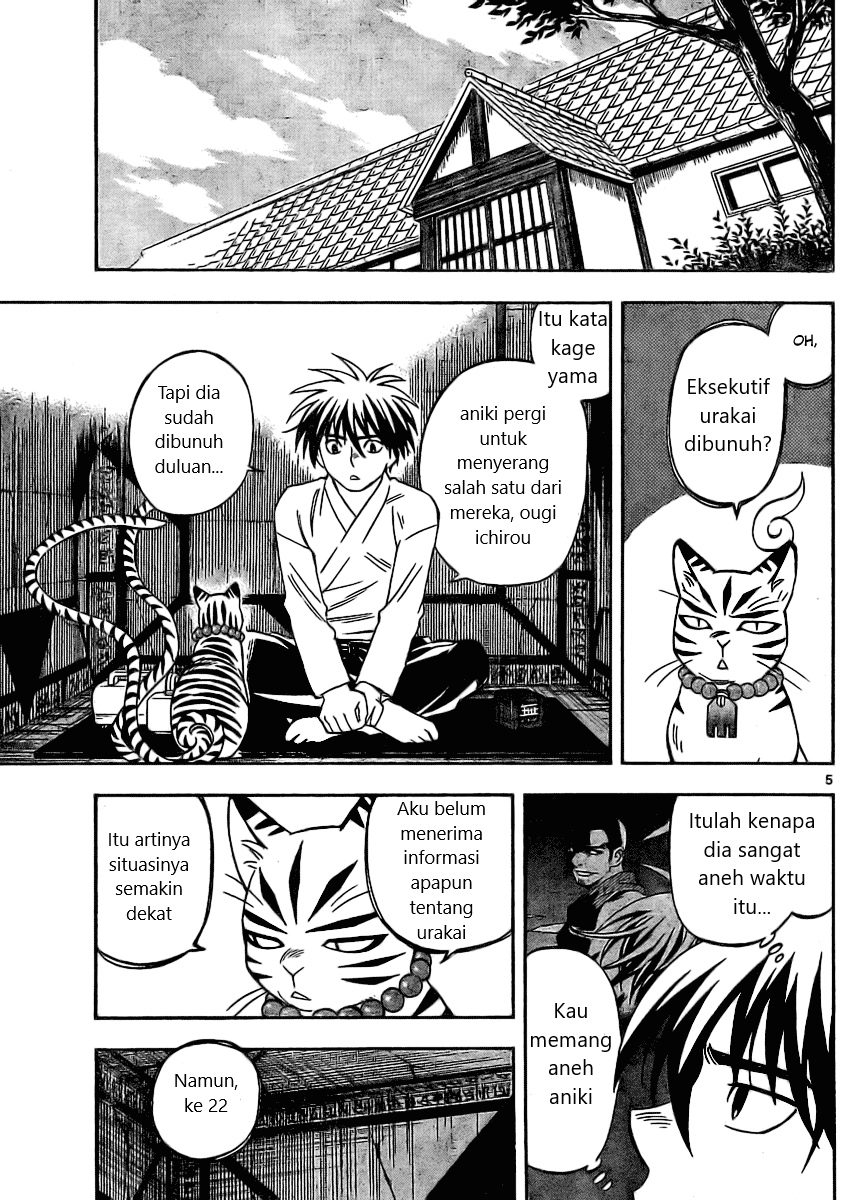 OH,
Eksekutif
urakai
dibunuh?
Itu kata
kage
yama
aniki pergi
untuk
menyerang
salah satu dari
mereka, ougi
ichirou
Tapi dia
sudah
dibunuh
duluan...
5
Itulah kenapa
dia sangat
aneh waktu
itu...
Kau
memang
aneh
aniki
Aku belum
menerima
informasi
apapun
tentang
urakai
Itu artinya
situasinya
semakin
dekat
Namun,
ke 22